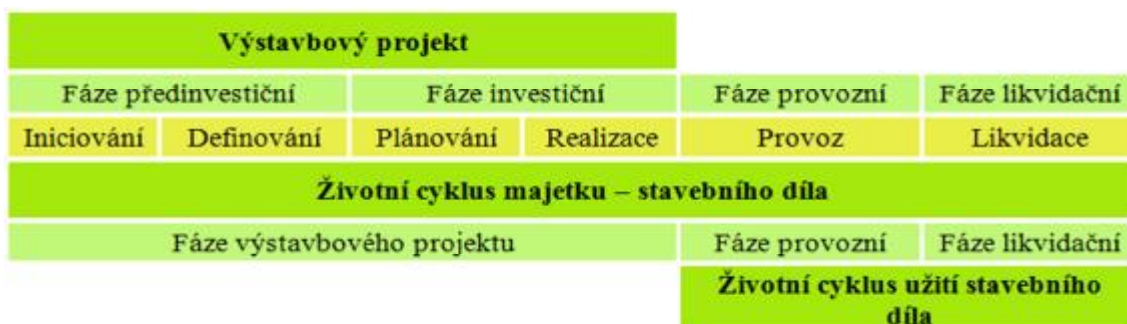 Výstavbový projekt
Fáze předinvestiční Fáze investiční Fáze provozní Fáze likvidační
Iniciování Definování Plánování Realizace Provoz Likvidace
Životní cyklus majetku – stavebního díla
Fáze výstavbového projektu Fáze provozní Fáze likvidační
Životní cyklus užití stavebního
díla